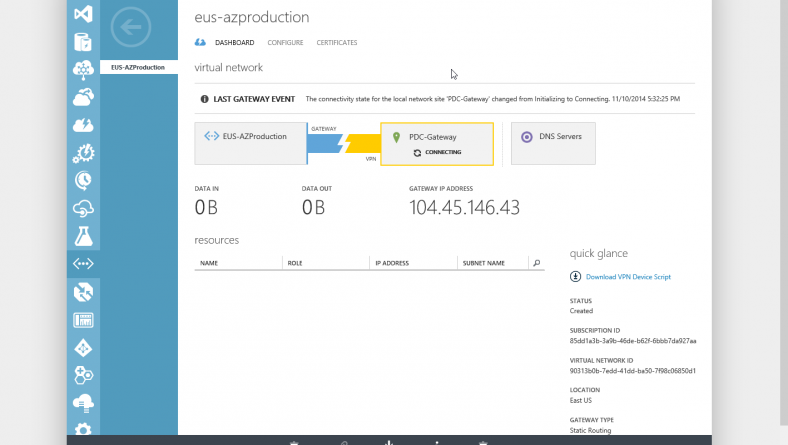 eus-azproduction
DASHBOARD CONFIGURE CERTIFICATES
EUS-AZProduction
virtual network
LAST GATEWAY EVENT The connectivity state for the local network site 'PDC-Gateway' changed from Initializing to Connecting. 11/10/2014 5:32:25 PM
EUS-AZProduction
GATEWAY
VPN
PDC-Gateway
CONNECTING
DNS Servers
DATA IN DATA OUT GATEWAY IP ADDRESS
0 B 0 B 104.45.146.43
resources
NAME ROLE IP ADDRESS SUBNET NAME
quick glance
Download VPN Device Script
STATUS
Created
SUBSCRIPTION ID
85dd1a3b-3a9b-46de-b62f-6bbb7da927aa
VIRTUAL NETWORK ID
90313b0b-7edd-41dd-ba50-7f98c06850d1
LOCATION
East US
GATEWAY TYPE
Static Routing